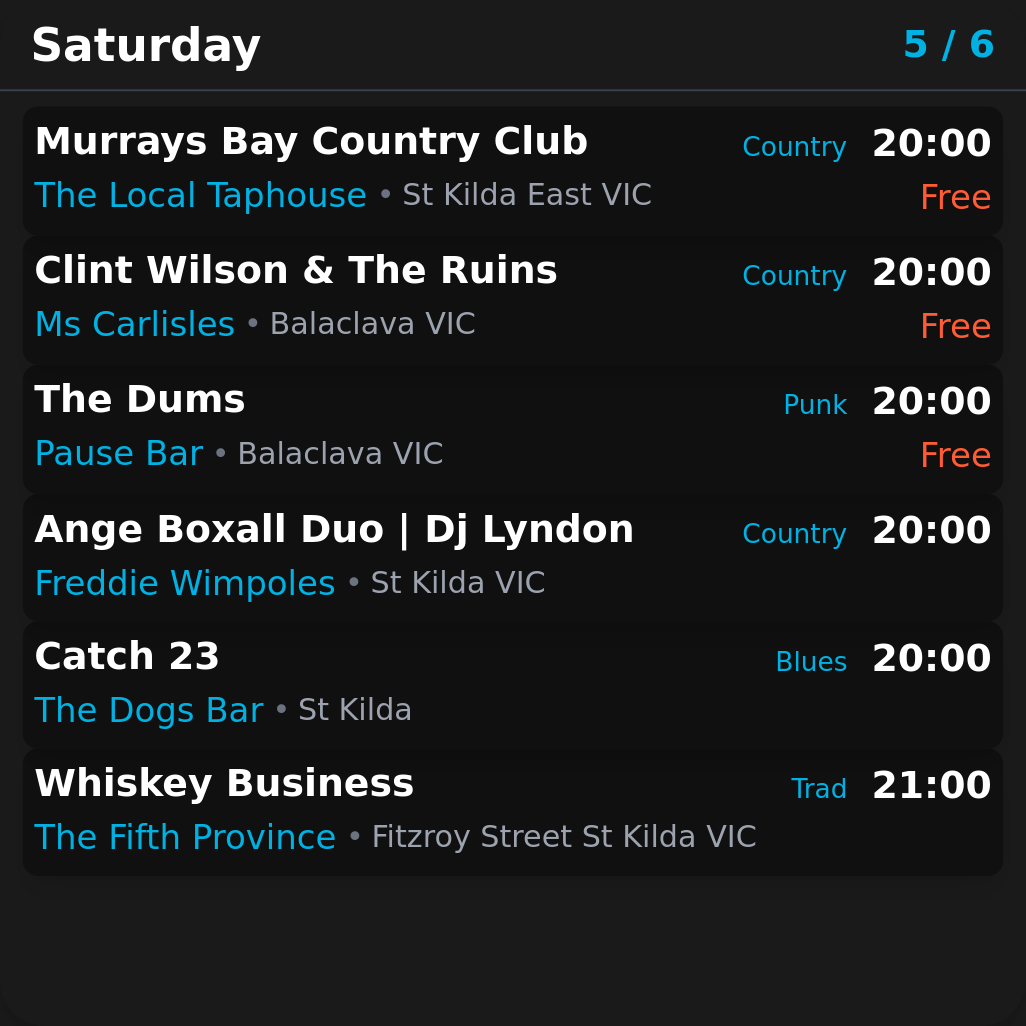 Saturday 5 / 6
Murrays Bay Country Club Country 20:00
The Local Taphouse • St Kilda East VIC Free
Clint Wilson & The Ruins Country 20:00
Ms Carlisles • Balaclava VIC Free
The Dums Punk 20:00
Pause Bar • Balaclava VIC Free
Ange Boxall Duo | Dj Lyndon Country 20:00
Freddie Wimpoles • St Kilda VIC
Catch 23 Blues 20:00
The Dogs Bar • St Kilda
Whiskey Business Trad 21:00
The Fifth Province • Fitzroy Street St Kilda VIC